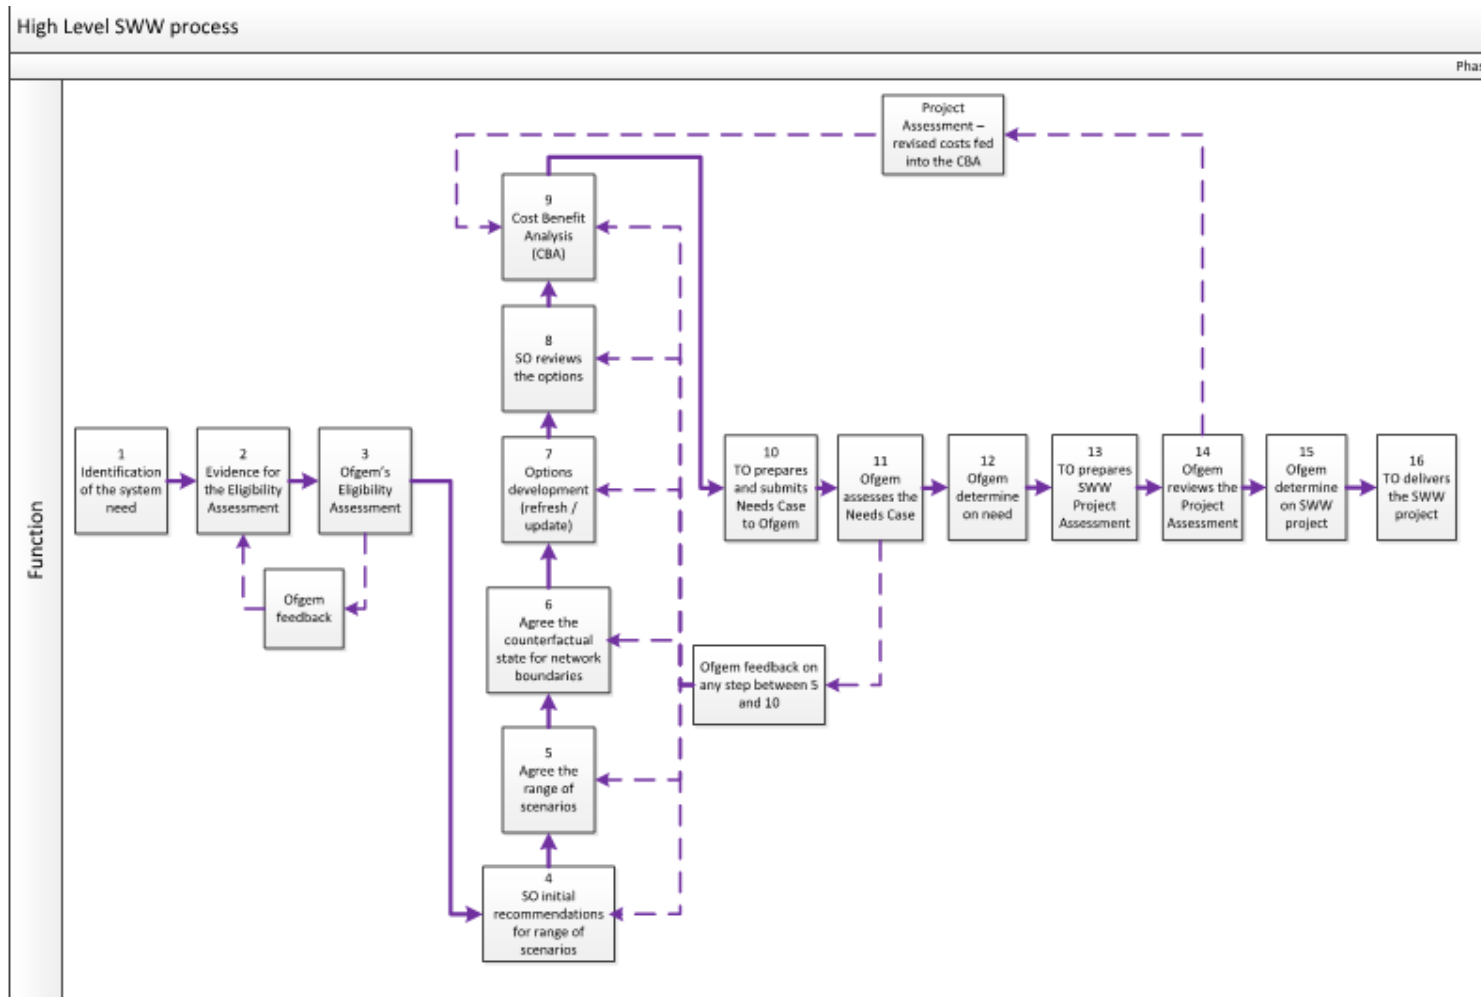 High Level SWW process
Phas
Function
Project
Assessment –
revised costs fed
into the CBA
9
Cost Benefit
Analysis
(CBA)
8
SO reviews
the options
1
Identification
of the system
need
2
Evidence for
the Eligibility
Assessment
3
Ofgem's
Eligibility
Assessment
7
Options
development
(refresh /
update)
10
TO prepares
and submits
Needs Case
to Ofgem
11
Ofgem
assesses the
Needs Case
12
Ofgem
determine
on need
13
TO prepares
SWW
Project
Assessment
14
Ofgem
reviews the
Project
Assessment
15
Ofgem
determine
on SWW
project
16
TO delivers
the SWW
project
Ofgem
feedback
6
Agree the
counterfactual
state for network
boundaries
Ofgem feedback on
any step between 5
and 10
5
Agree the
range of
scenarios
4
SO initial
recommendations
for range of
scenarios